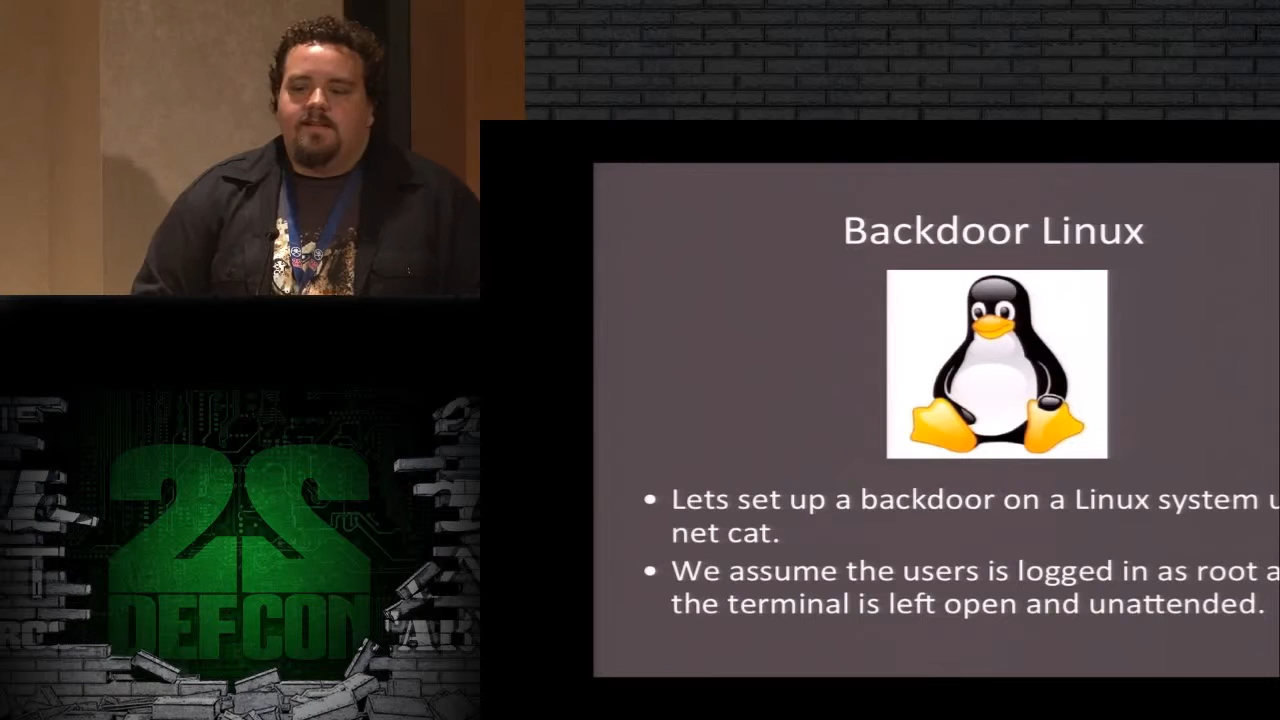 Backdoor Linux
• Lets set up a backdoor on a Linux system u
net cat.
• We assume the users is logged in as root a
the terminal is left open and unattended.
22
DEFCON